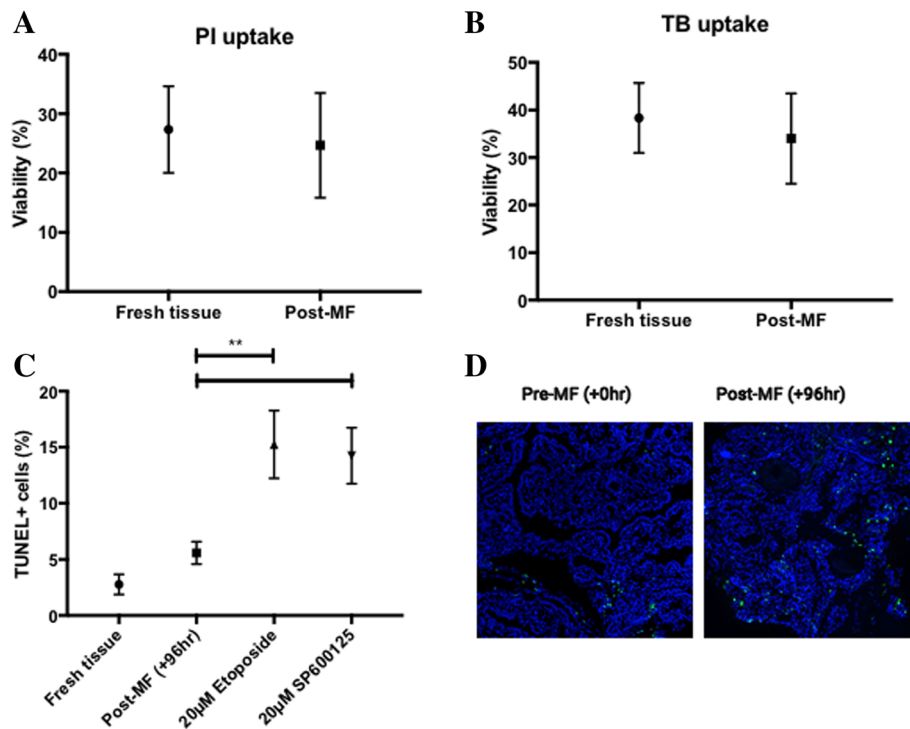 A
PI uptake
Viability (%)
40
30
20
10
0
Fresh tissue
Post-MF
B
TB uptake
Viability (%)
50
40
30
20
10
0
Fresh tissue
Post-MF
C
**
TUNEL+ cells (%)
20
15
10
5
0
Fresh tissue
Post-MF (+96hr)
20µM Etoposide
20µM SP600125
D
Pre-MF (+0hr)
Post-MF (+96hr)